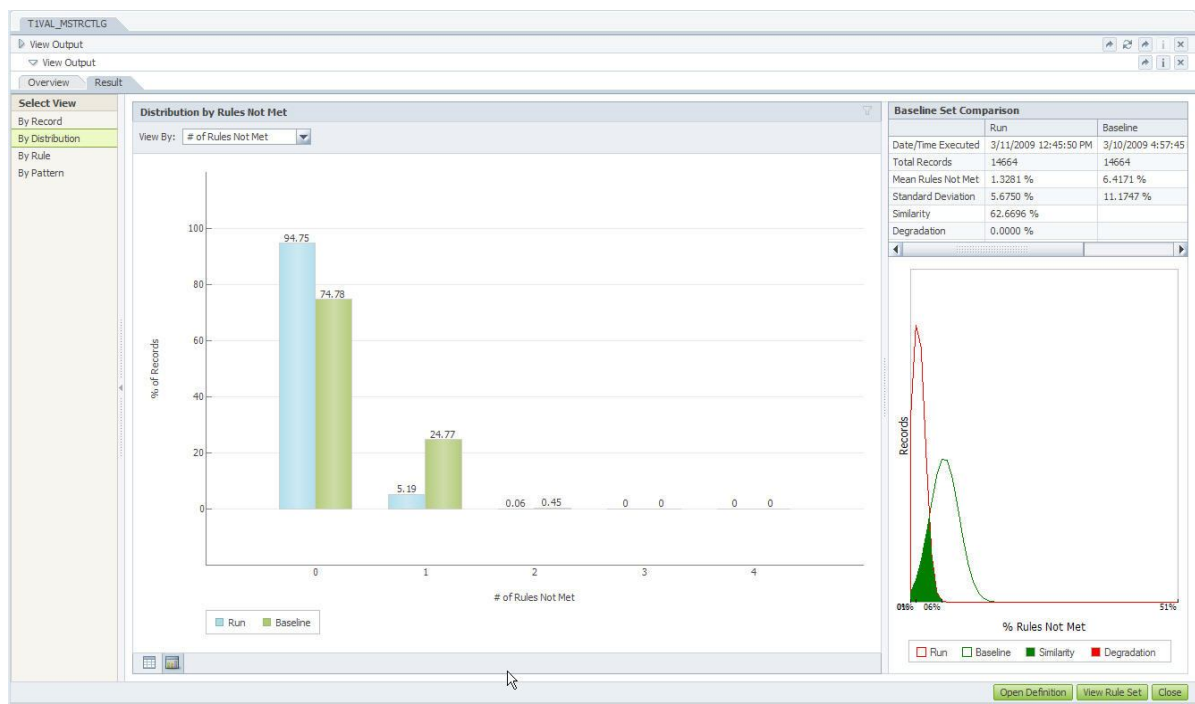 T1VAL_MSTRCTLG
View Output
View Output
Overview Result
Select View
By Record
By Distribution
By Rule
By Pattern
Distribution by Rules Not Met
View By: # of Rules Not Met
% of Records
100
80
60
40
20
0
94.75
74.78
5.19
24.77
0.06 0.45
0 0
0 0
0 1 2 3 4
# of Rules Not Met
Run Baseline
Baseline Set Comparison
Run Baseline
Date/Time Executed 3/11/2009 12:45:50 PM 3/10/2009 4:57:45
Total Records 14664 14664
Mean Rules Not Met 1.3281 % 6.4171 %
Standard Deviation 5.6750 % 11.1747 %
Similarity 62.6696 %
Degradation 0.0000 %
Records
06% 51%
% Rules Not Met
Run Baseline Similarity Degradation
Open Definition View Rule Set Close